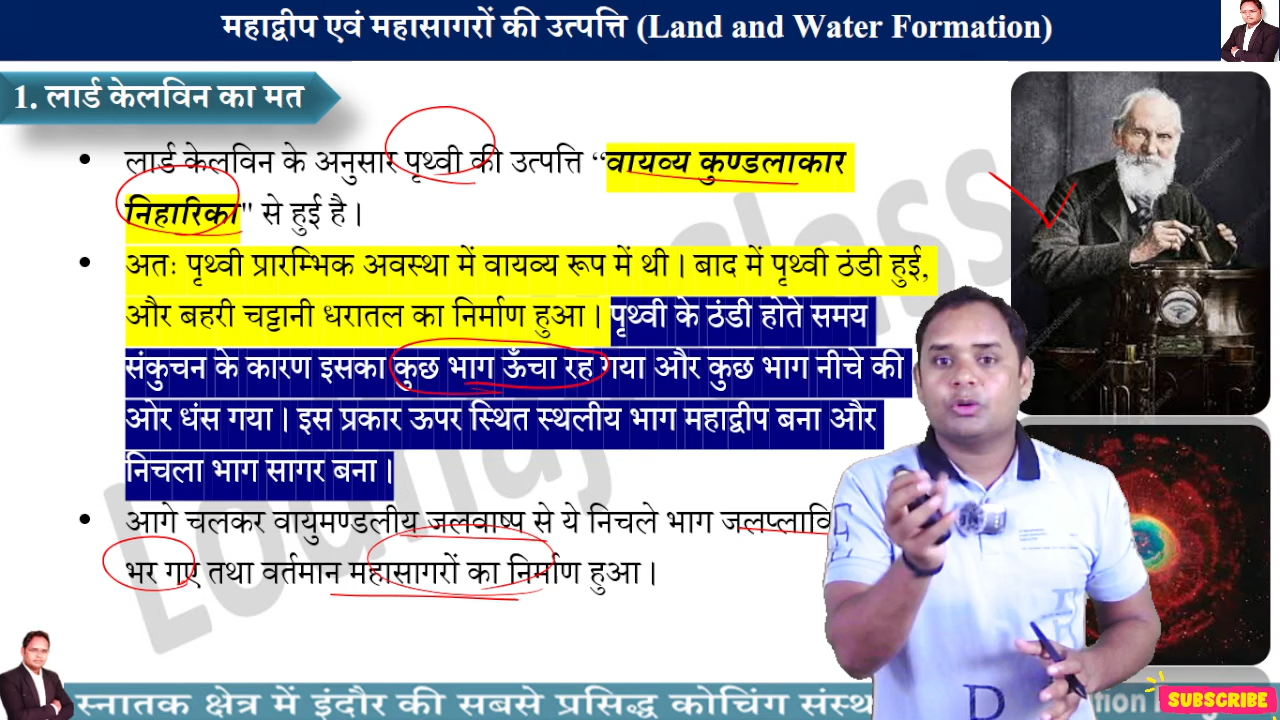 महाद्वीप एवं महासागरों की उत्पत्ति (Land and Water Formation)
1. लार्ड केलविन का मत
• लार्ड केलविन के अनुसार पृथ्वी की उत्पत्ति “वायव्य कुण्डलाकार
निहारिका" से हुई है।
• अतः पृथ्वी प्रारम्भिक अवस्था में वायव्य रूप में थी। बाद में पृथ्वी ठंडी हुई,
और बहरी चट्टानी धरातल का निर्माण हुआ। पृथ्वी के ठंडी होते समय
संकुचन के कारण इसका कुछ भाग ऊँचा रह गया और कुछ भाग नीचे की
ओर धंस गया। इस प्रकार ऊपर स्थित स्थलीय भाग महाद्वीप बना और
निचला भाग सागर बना।
• आगे चलकर वायुमण्डलीय जलवाष्प से ये निचले भाग
भर गए तथा वर्तमान महासागरों का निर्माण हुआ।
स्नातक क्षेत्र में इंदौर की सबसे प्रसिद्ध कोचिंग
SUBSCRIBE